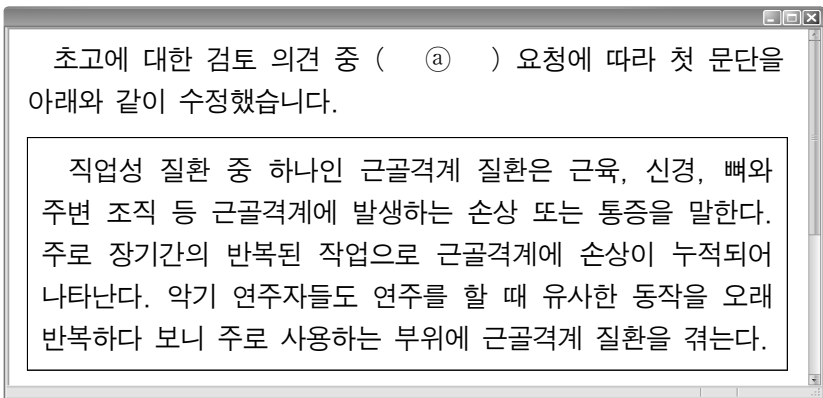 초고에 대한 검토 의견 중 ( ⓐ ) 요청에 따라 첫 문단을
아래와 같이 수정했습니다.
직업성 질환 중 하나인 근골격계 질환은 근육, 신경, 뼈와
주변 조직 등 근골격계에 발생하는 손상 또는 통증을 말한다.
주로 장기간의 반복된 작업으로 근골격계에 손상이 누적되어
나타난다. 악기 연주자들도 연주를 할 때 유사한 동작을 오래
반복하다 보니 주로 사용하는 부위에 근골격계 질환을 겪는다.